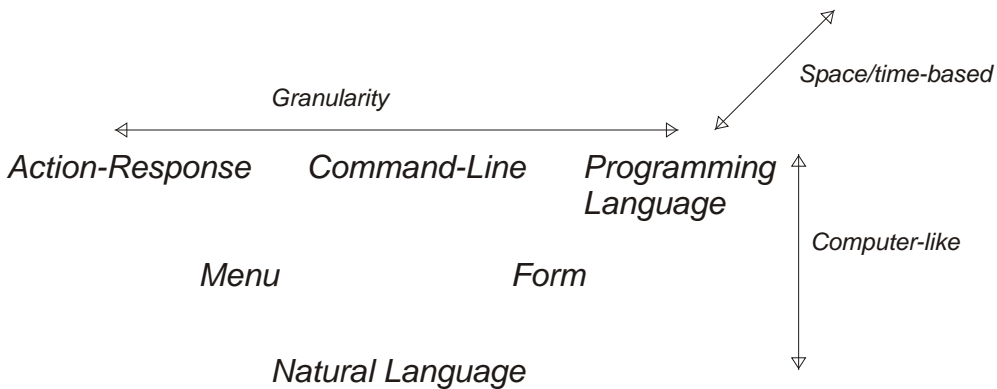 Space/time-based
Granularity
Action-Response Command-Line Programming
Language
Computer-like
Menu Form
Natural Language